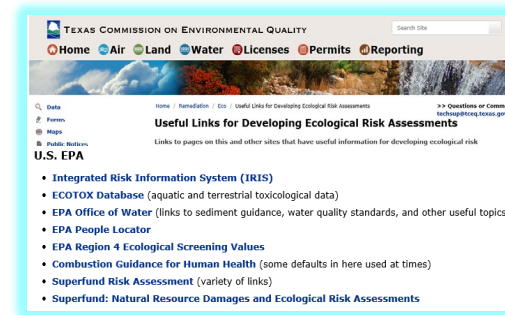 TEXAS COMMISSION ON ENVIRONMENTAL QUALITY
Search Site
Home Air Land Water Licenses Permits Reporting
Data
Forms
Maps
Public Notices
Home / Remediation / Eco / Useful Links for Developing Ecological Risk Assessments
>> Questions or Comm
techsup@tceq.texas.gov
Useful Links for Developing Ecological Risk Assessments
Links to pages on this and other sites that have useful information for developing ecological risk
U.S. EPA
• Integrated Risk Information System (IRIS)
• ECOTOX Database (aquatic and terrestrial toxicological data)
• EPA Office of Water (links to sediment guidance, water quality standards, and other useful topics
• EPA People Locator
• EPA Region 4 Ecological Screening Values
• Combustion Guidance for Human Health (some defaults in here used at times)
• Superfund Risk Assessment (variety of links)
• Superfund: Natural Resource Damages and Ecological Risk Assessments